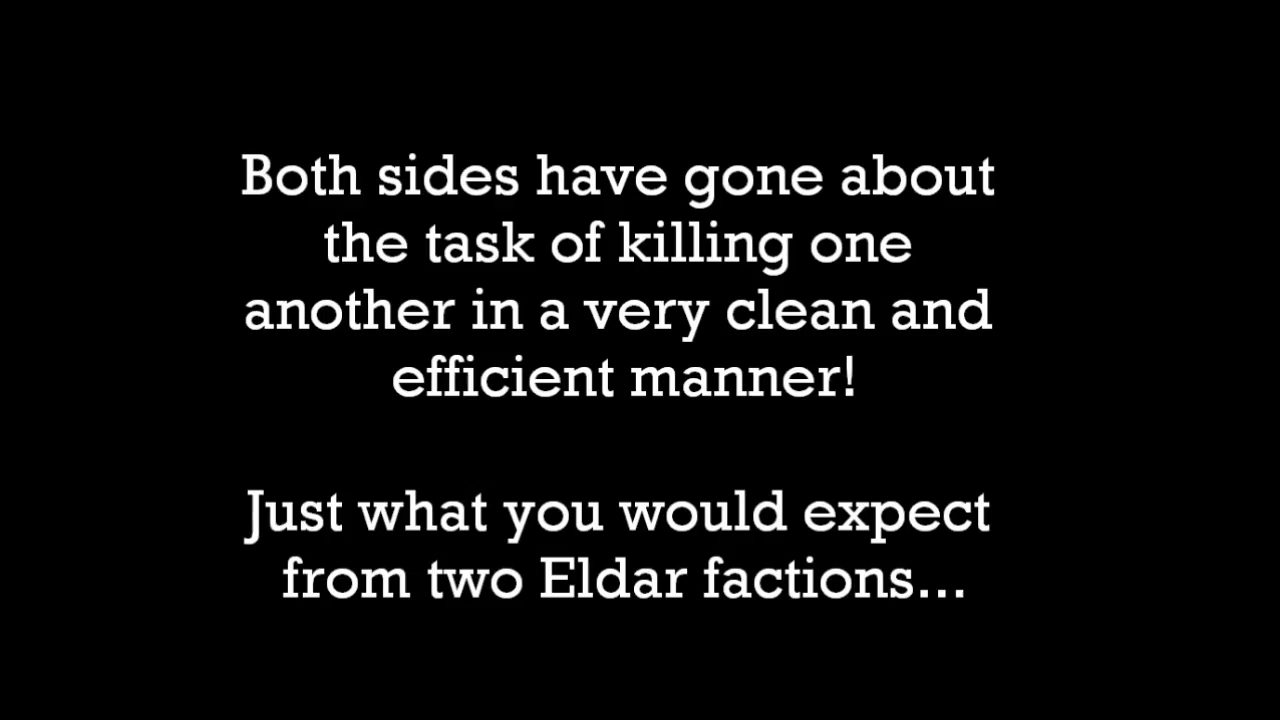 Both sides have gone about
the task of killing one
another in a very clean and
efficient manner!
Just what you would expect
from two Eldar factions...